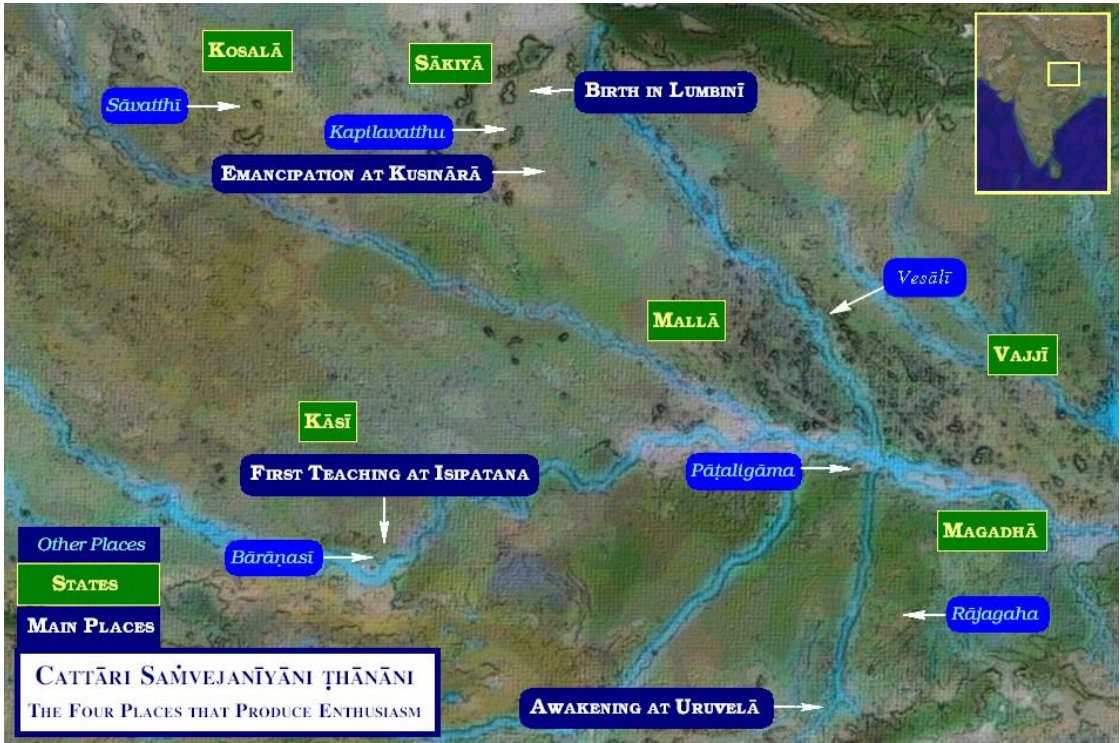 Kosalā
Sākiyā
Sāvatthī
Birth in Lumbinī
Kapilavatthu
Emancipation at Kusinārā
Vesālī
Mallā
Vajjī
Kāsī
First Teaching at Isipatana
Pāṭaligāma
Magadhā
Other Places
Bārāṇasī
States
Rājagaha
Main Places
Cattāri Saṁvejanīyāni ṭhānāni
The Four Places that Produce Enthusiasm
Awakening at Uruvelā